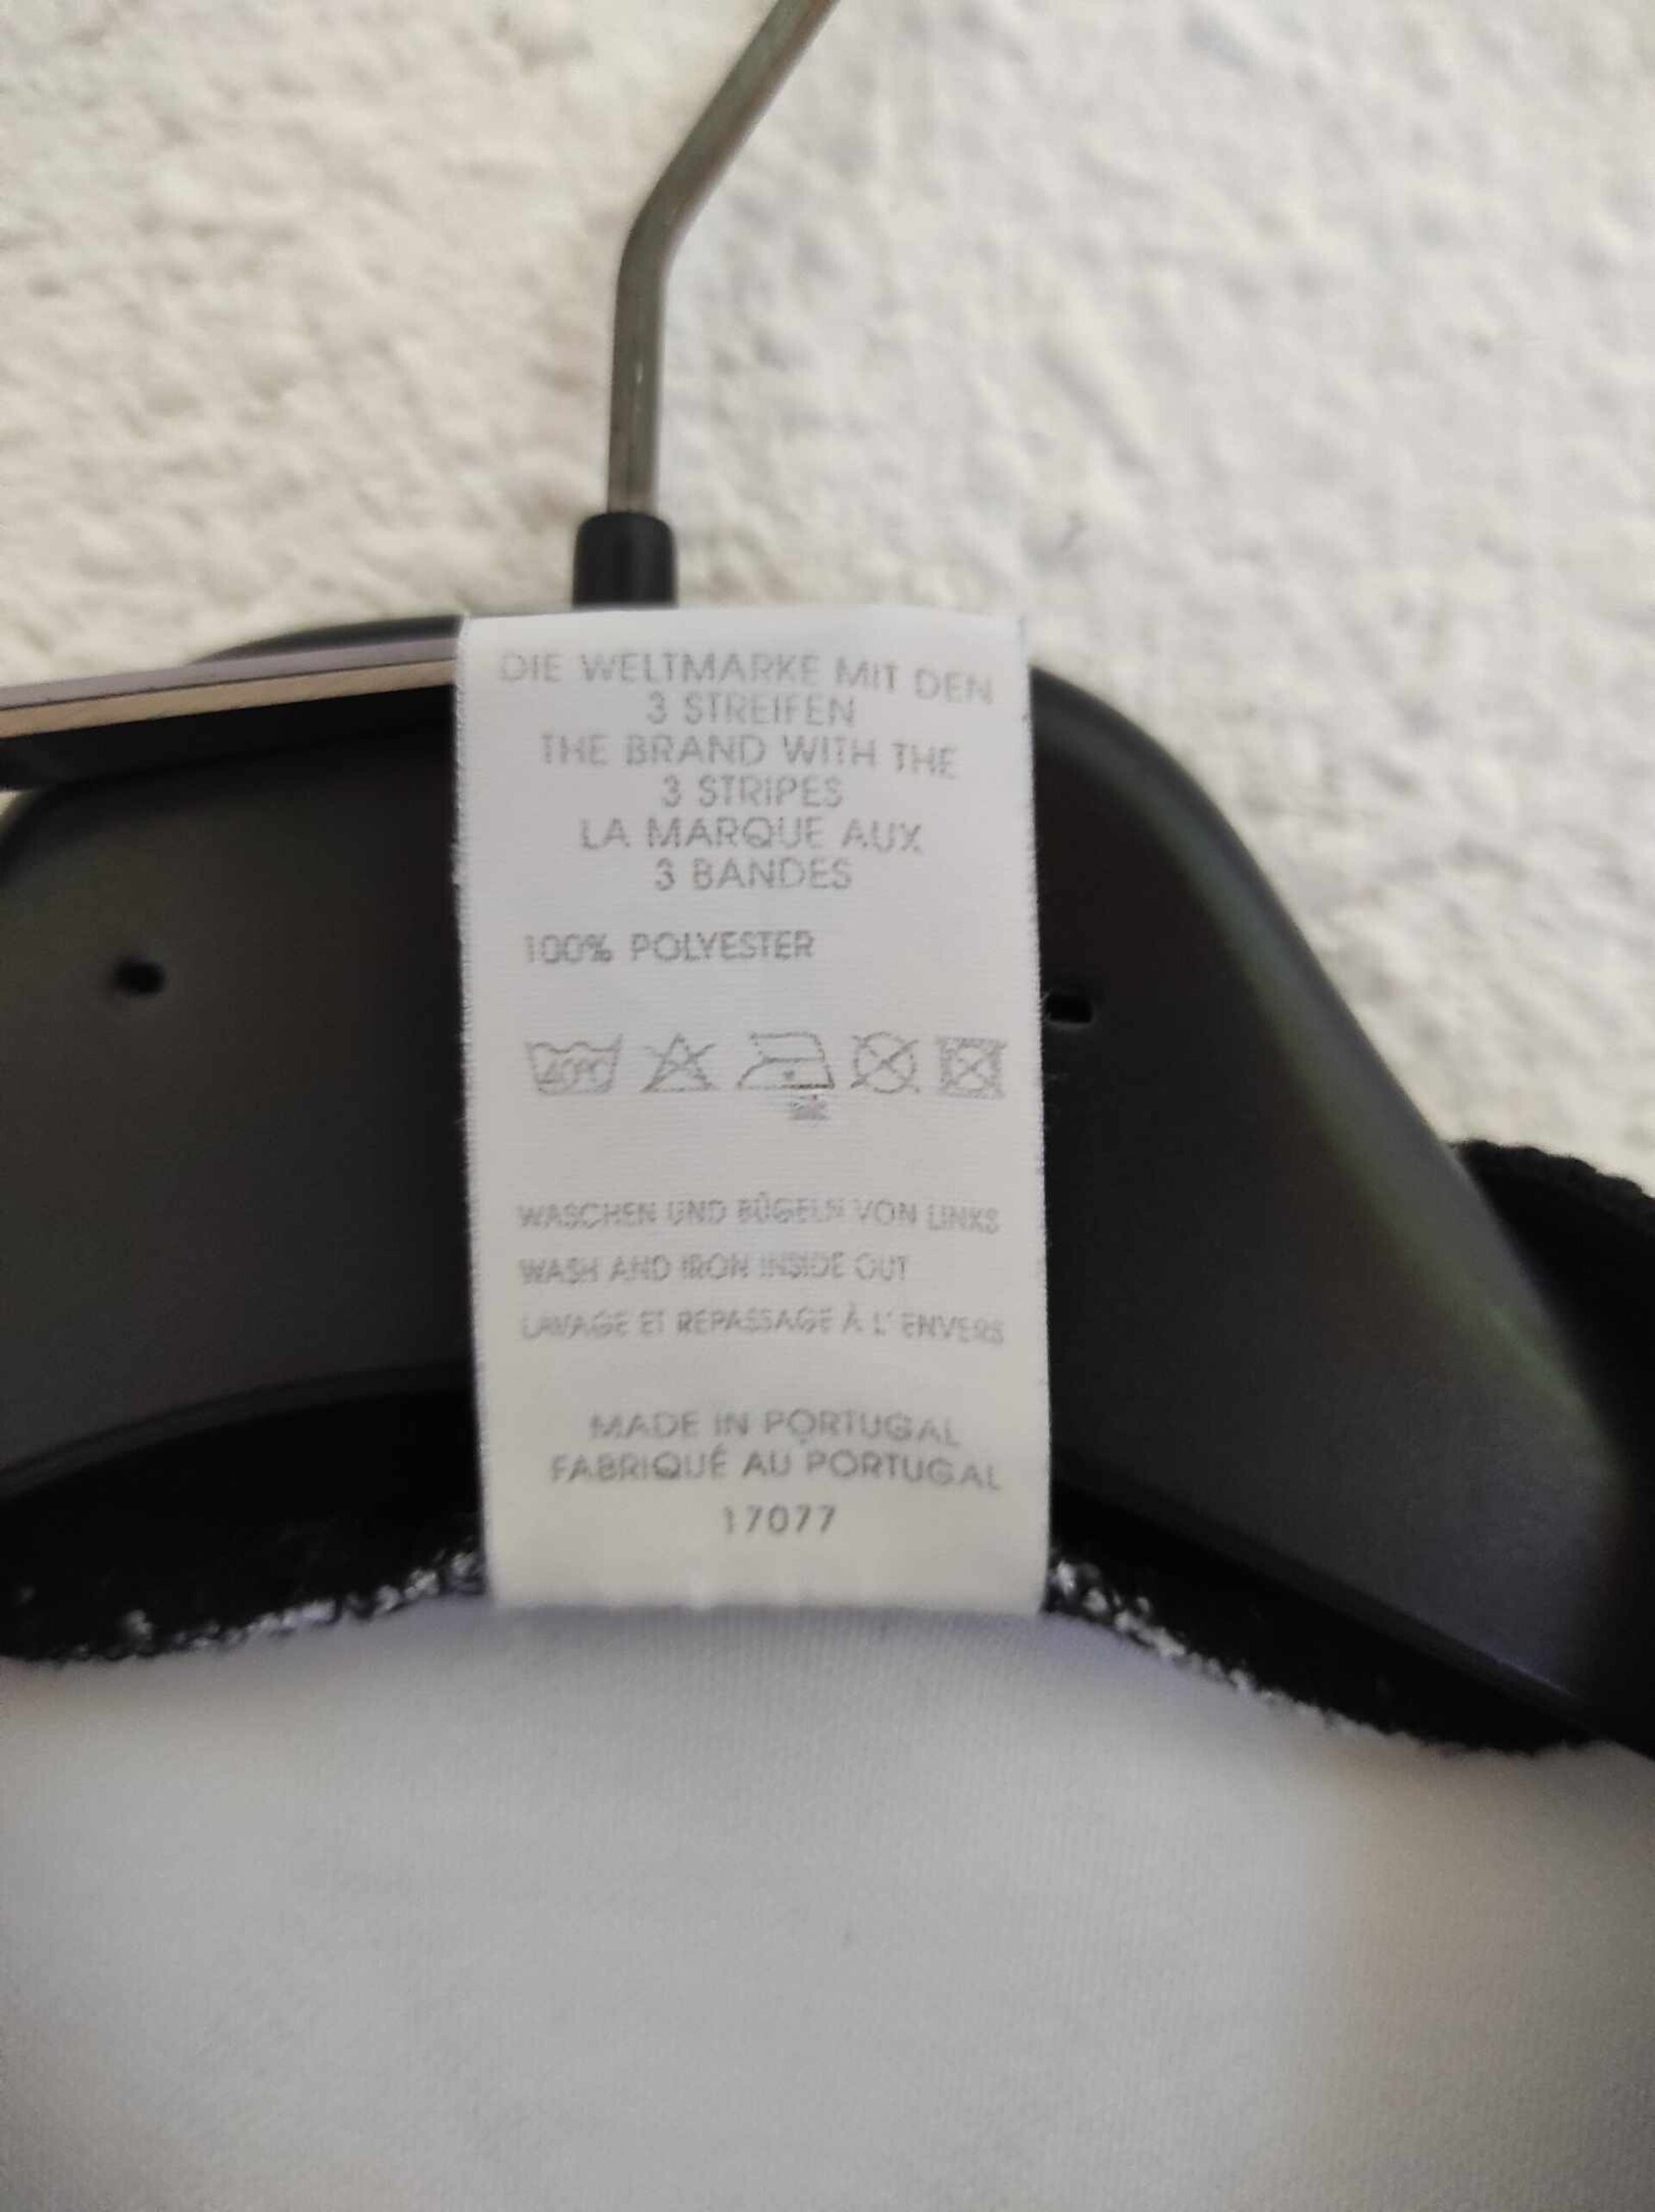 DIE WELTMARKE MIT DEN
3 STREIFEN
THE BRAND WITH THE
3 STRIPES
LA MARQUE AUX
3 BANDES
100% POLYESTER
40°C
WASCHEN UND BÜGELN VON LINKS
WASH AND IRON INSIDE OUT
LAVAGE ET REPASSAGE À L'ENVERS
MADE IN PORTUGAL
FABRIQUÉ AU PORTUGAL
17077